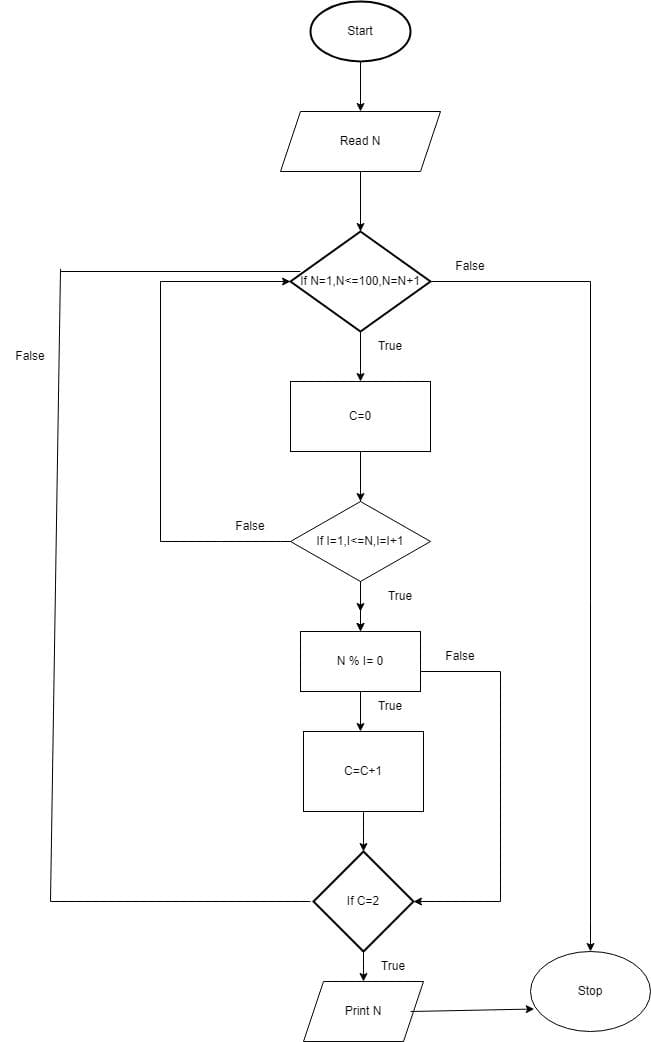 Start
Read N
If N=1,N<=100,N=N+1
False
True
False
C=0
False
If I=1,I<=N,I=I+1
True
N % I= 0
False
True
C=C+1
If C=2
True
Print N
Stop